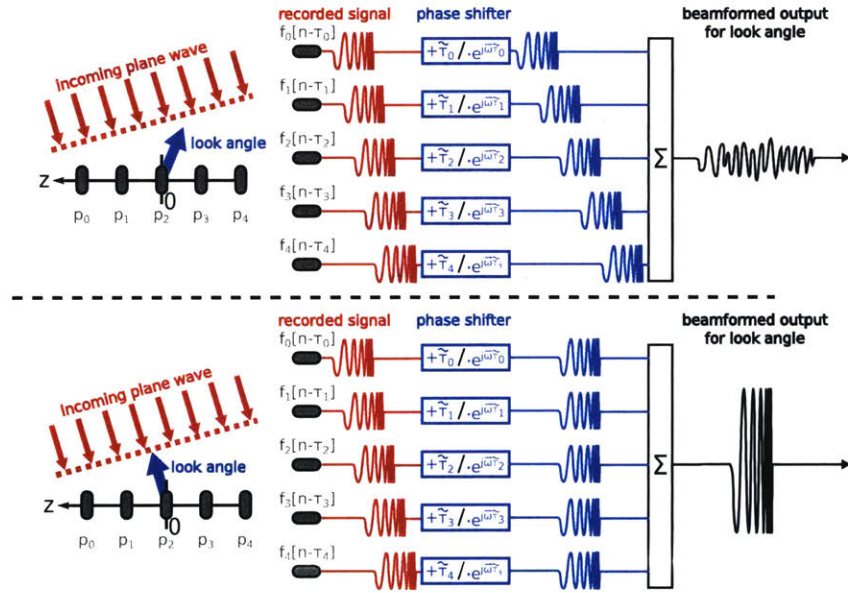 recorded signal
phase shifter
beamformed output
for look angle
Incoming plane wave
look angle
z
0
p₀ p₁ p₂ p₃ p₄
f₀[n-τ₀]
+τ̃₀/·e^jω̃τ̃₀
f₁[n-τ₁]
+τ̃₁/·e^jω̃τ̃₁
f₂[n-τ₂]
+τ̃₂/·e^jω̃τ̃₂
f₃[n-τ₃]
+τ̃₃/·e^jω̃τ̃₃
f₄[n-τ₄]
+τ̃₄/·e^jω̃τ̃₄
Σ
recorded signal
phase shifter
beamformed output
for look angle
Incoming plane wave
look angle
z
0
p₀ p₁ p₂ p₃ p₄
f₀[n-τ₀]
+τ̃₀/·e^jω̃τ̃₀
f₁[n-τ₁]
+τ̃₁/·e^jω̃τ̃₁
f₂[n-τ₂]
+τ̃₂/·e^jω̃τ̃₂
f₃[n-τ₃]
+τ̃₃/·e^jω̃τ̃₃
f₄[n-τ₄]
+τ̃₄/·e^jω̃τ̃₄
Σ